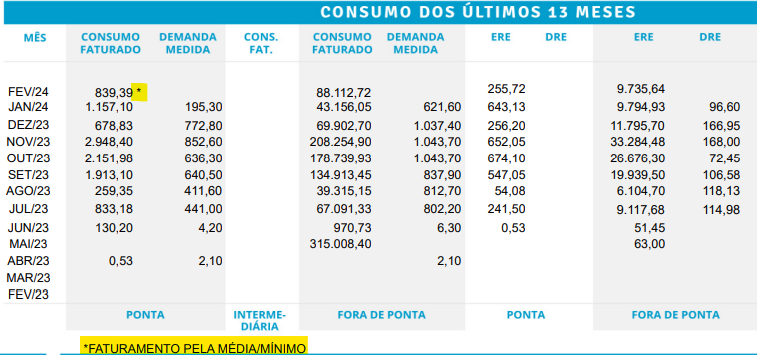 CONSUMO DOS ÚLTIMOS 13 MESES
MÊS CONSUMO FATURADO DEMANDA MEDIDA CONS. FAT. CONSUMO FATURADO DEMANDA MEDIDA ERE DRE ERE DRE
FEV/24 839,39 * 88.112,72 255,72 9.735,64
JAN/24 1.157,10 195,30 43.156,05 621,60 643,13 9.794,93 96,60
DEZ/23 678,83 772,80 69.902,70 1.037,40 256,20 11.795,70 166,95
NOV/23 2.948,40 852,60 208.254,90 1.043,70 652,05 33.284,48 168,00
OUT/23 2.151,98 636,30 178.739,93 1.043,70 674,10 26.676,30 72,45
SET/23 1.913,10 640,50 134.913,45 837,90 547,05 19.939,50 106,58
AGO/23 259,35 411,60 39.315,15 812,70 54,08 6.104,70 118,13
JUL/23 833,18 441,00 67.091,33 802,20 241,50 9.117,68 114,98
JUN/23 130,20 4,20 970,73 6,30 0,53 51,45
MAI/23 315.008,40 63,00
ABR/23 0,53 2,10 2,10
MAR/23
FEV/23
PONTA INTERME-DIÁRIA FORA DE PONTA PONTA FORA DE PONTA
*FATURAMENTO PELA MÉDIA/MÍNIMO